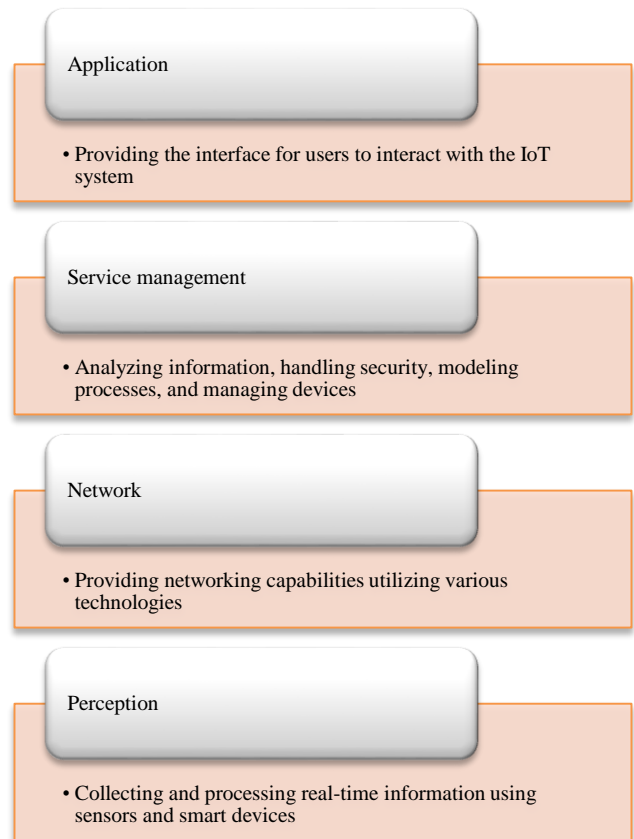 Application
• Providing the interface for users to interact with the IoT
system
Service management
• Analyzing information, handling security, modeling
processes, and managing devices
Network
• Providing networking capabilities utilizing various
technologies
Perception
• Collecting and processing real-time information using
sensors and smart devices